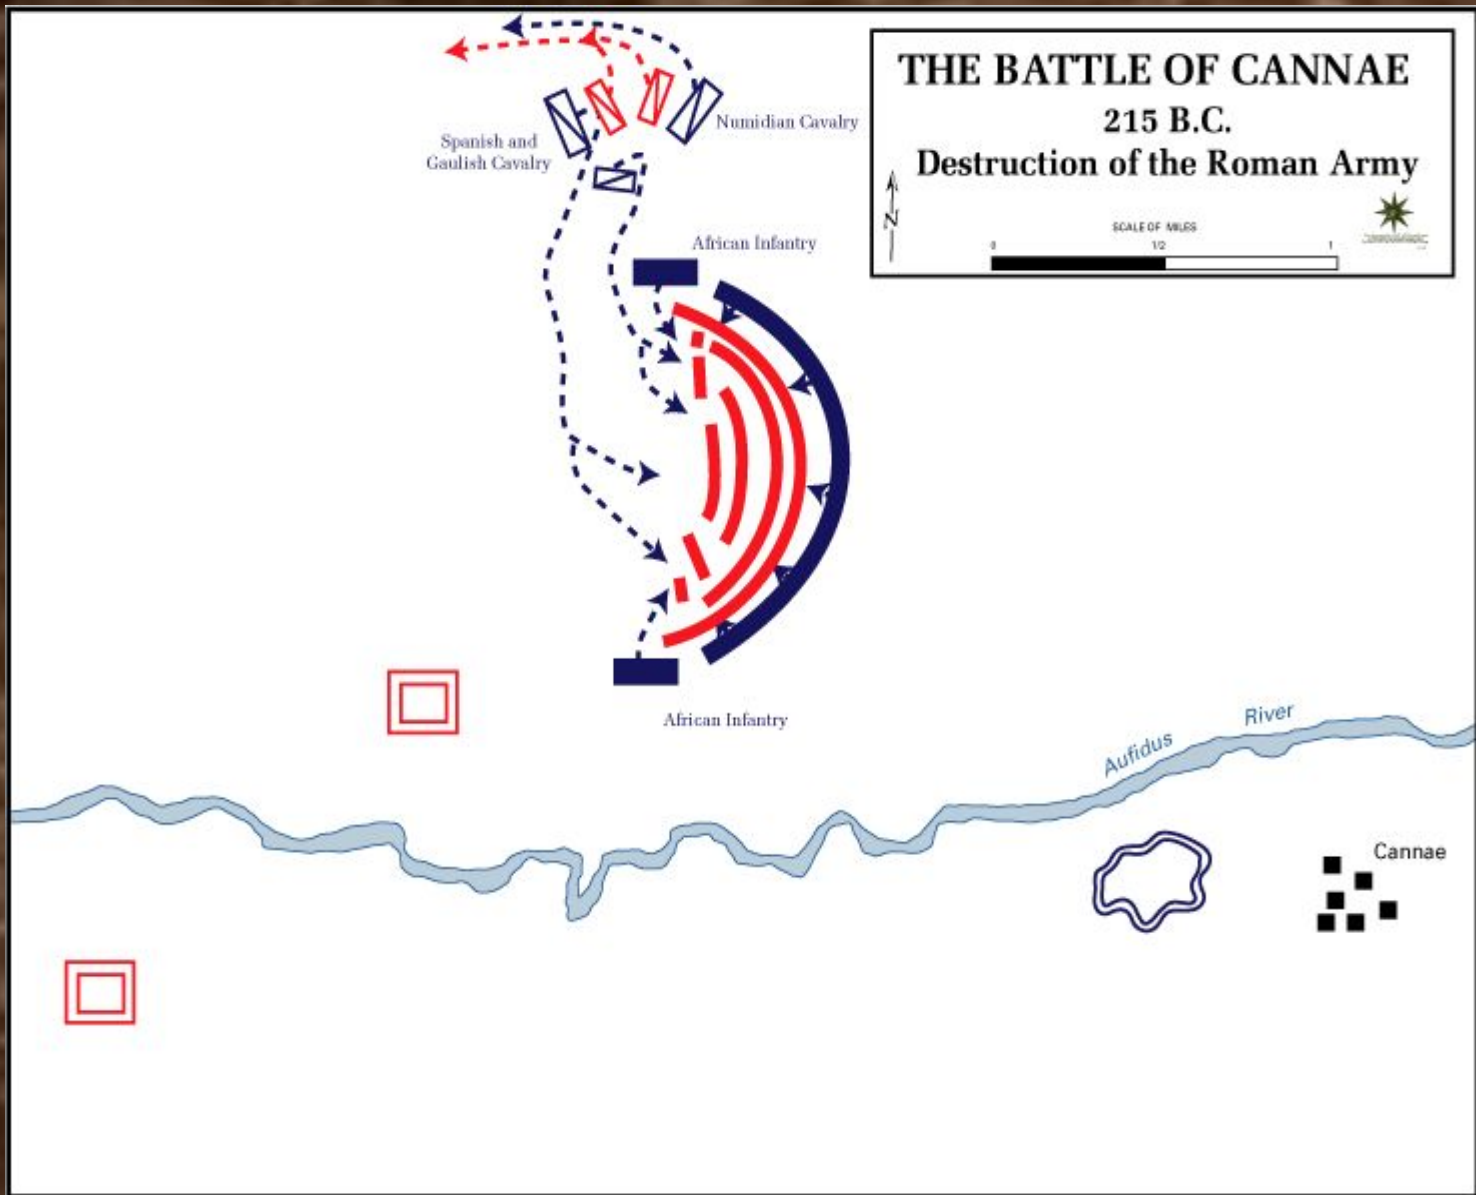 THE BATTLE OF CANNAE
215 B.C.
Destruction of the Roman Army
N
SCALE OF MILES
0 1/2 1
Numidian Cavalry
Spanish and
Gaulish Cavalry
African Infantry
African Infantry
Aufidus River
Cannae